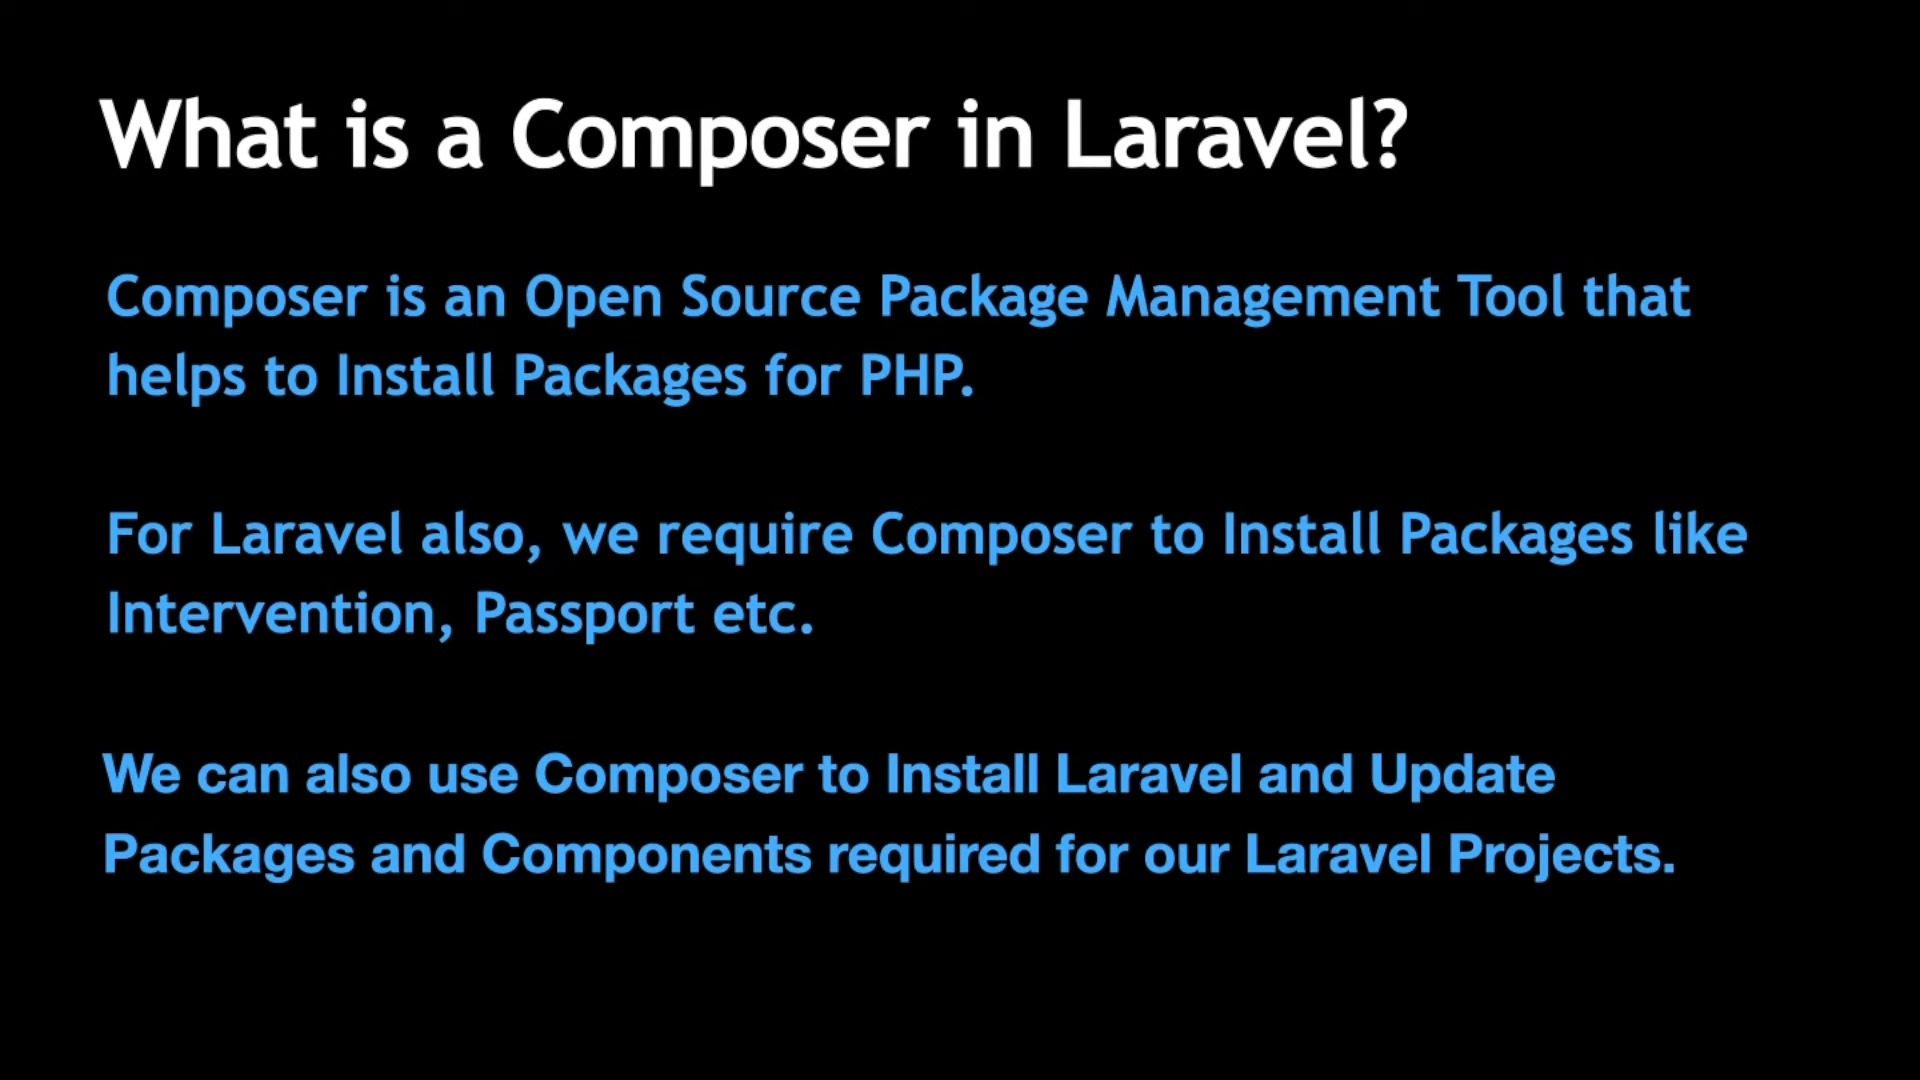 What is a Composer in Laravel?
Composer is an Open Source Package Management Tool that
helps to Install Packages for PHP.
For Laravel also, we require Composer to Install Packages like
Intervention, Passport etc.
We can also use Composer to Install Laravel and Update
Packages and Components required for our Laravel Projects.